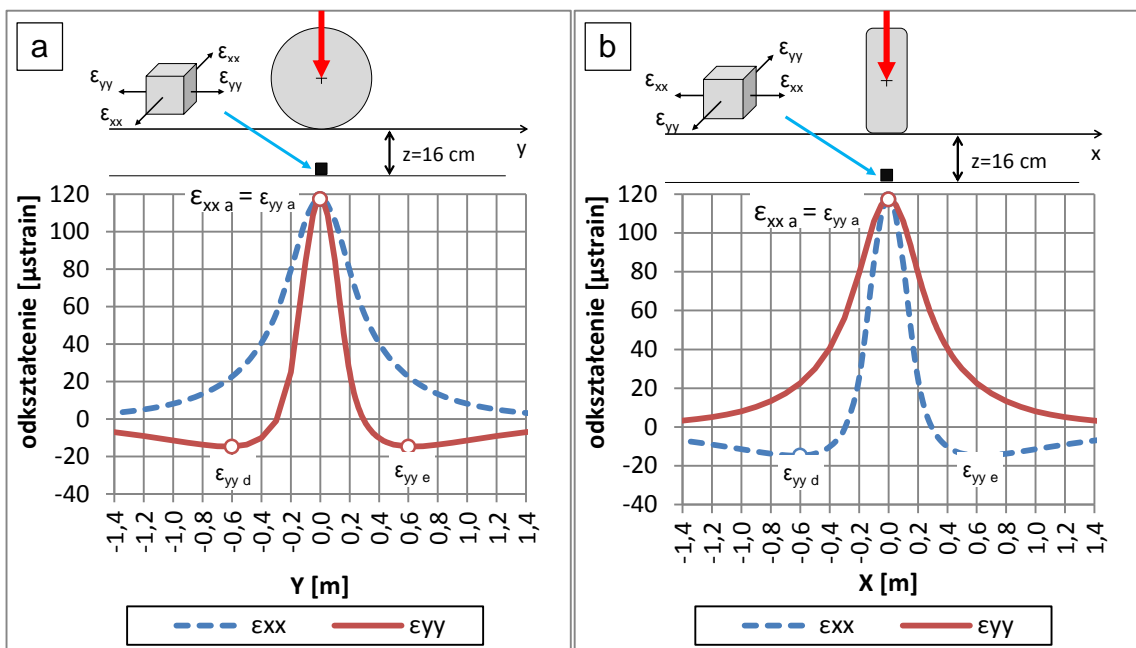 a
εxx
εyy
εyy
εxx
y
z=16 cm
εxx a = εyy a
odkształcenie [μstrain]
120
100
80
60
40
20
0
-20
-40
εyy d
εyy e
-1,4
-1,2
-1,0
-0,8
-0,6
-0,4
-0,2
0,0
0,2
0,4
0,6
0,8
1,0
1,2
1,4
Y [m]
εxx
εyy
b
εyy
εxx
εxx
εyy
x
z=16 cm
εxx a = εyy a
odkształcenie [μstrain]
120
100
80
60
40
20
0
-20
-40
εyy d
εyy e
-1,4
-1,2
-1,0
-0,8
-0,6
-0,4
-0,2
0,0
0,2
0,4
0,6
0,8
1,0
1,2
1,4
X [m]
εxx
εyy